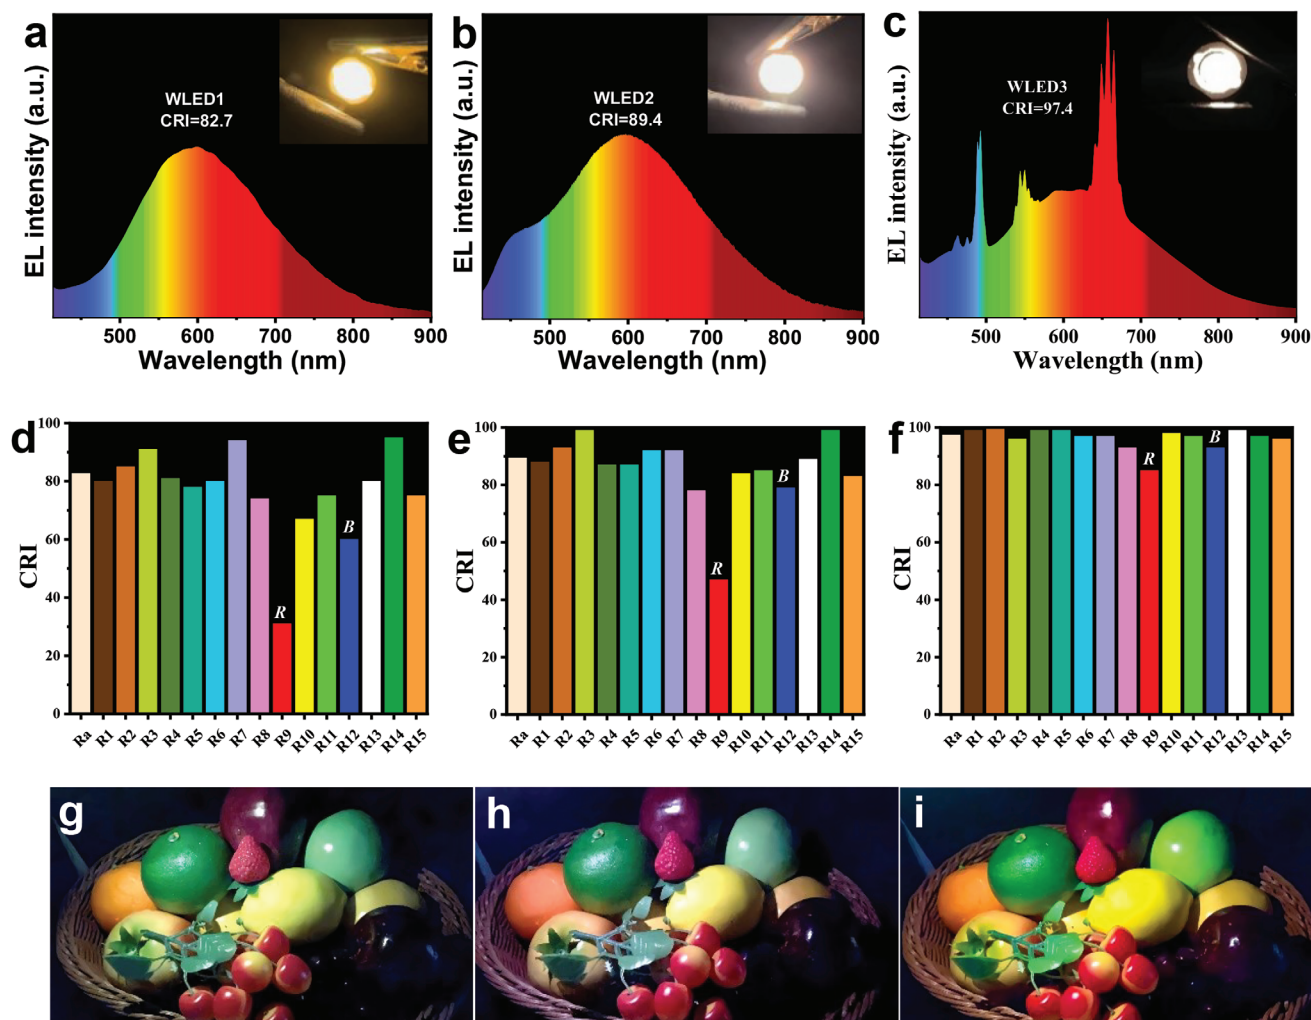 a
WLED1
CRI=82.7
EL intensity (a.u.)
500 600 700 800 900
Wavelength (nm)
b
WLED2
CRI=89.4
EL intensity (a.u.)
500 600 700 800 900
Wavelength (nm)
c
WLED3
CRI=97.4
EL intensity (a.u.)
500 600 700 800 900
Wavelength (nm)
d
100
80
60
40
20
0
CRI
R
B
Ra R1 R2 R3 R4 R5 R6 R7 R8 R9 R10 R11 R12 R13 R14 R15
e
100
80
60
40
20
0
CRI
R
B
Ra R1 R2 R3 R4 R5 R6 R7 R8 R9 R10 R11 R12 R13 R14 R15
f
100
80
60
40
20
0
CRI
R
B
Ra R1 R2 R3 R4 R5 R6 R7 R8 R9 R10 R11 R12 R13 R14 R15
g
h
i